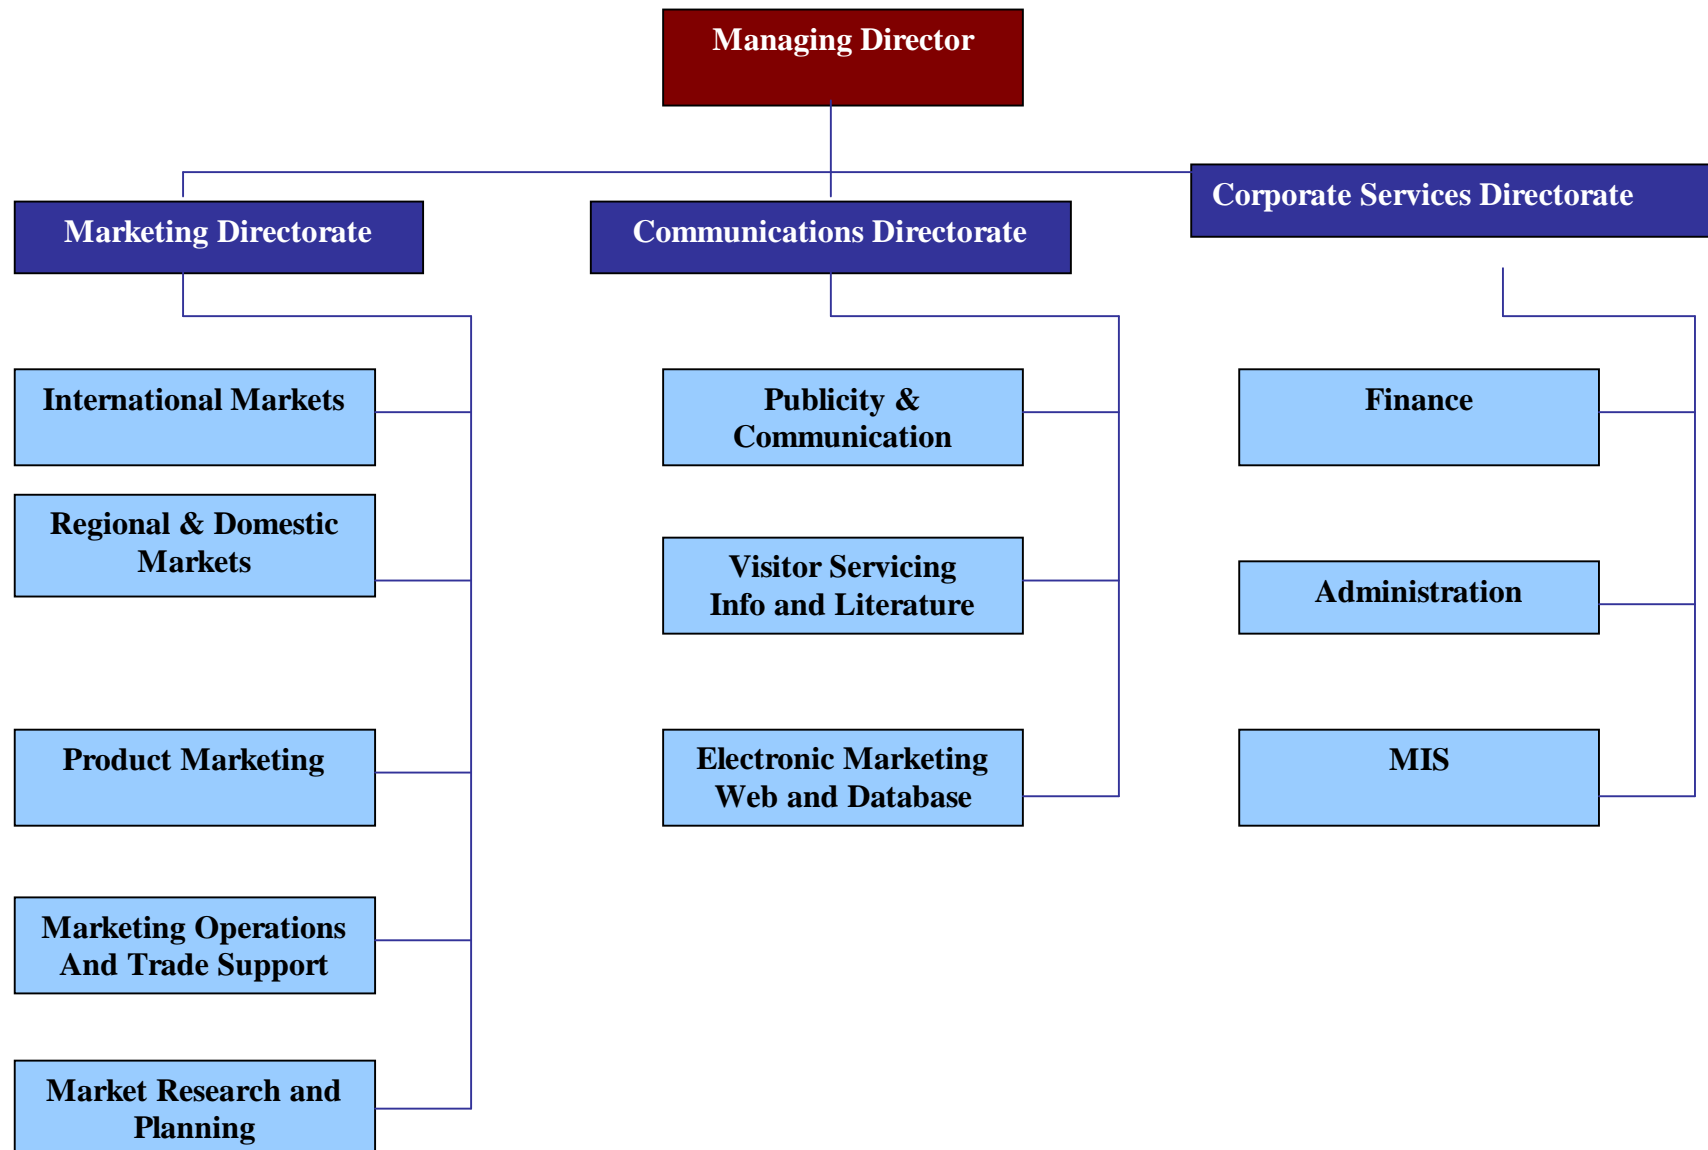 Managing Director
Marketing Directorate
Communications Directorate
Corporate Services Directorate
International Markets
Regional & Domestic
Markets
Product Marketing
Marketing Operations
And Trade Support
Market Research and
Planning
Publicity &
Communication
Visitor Servicing
Info and Literature
Electronic Marketing
Web and Database
Finance
Administration
MIS